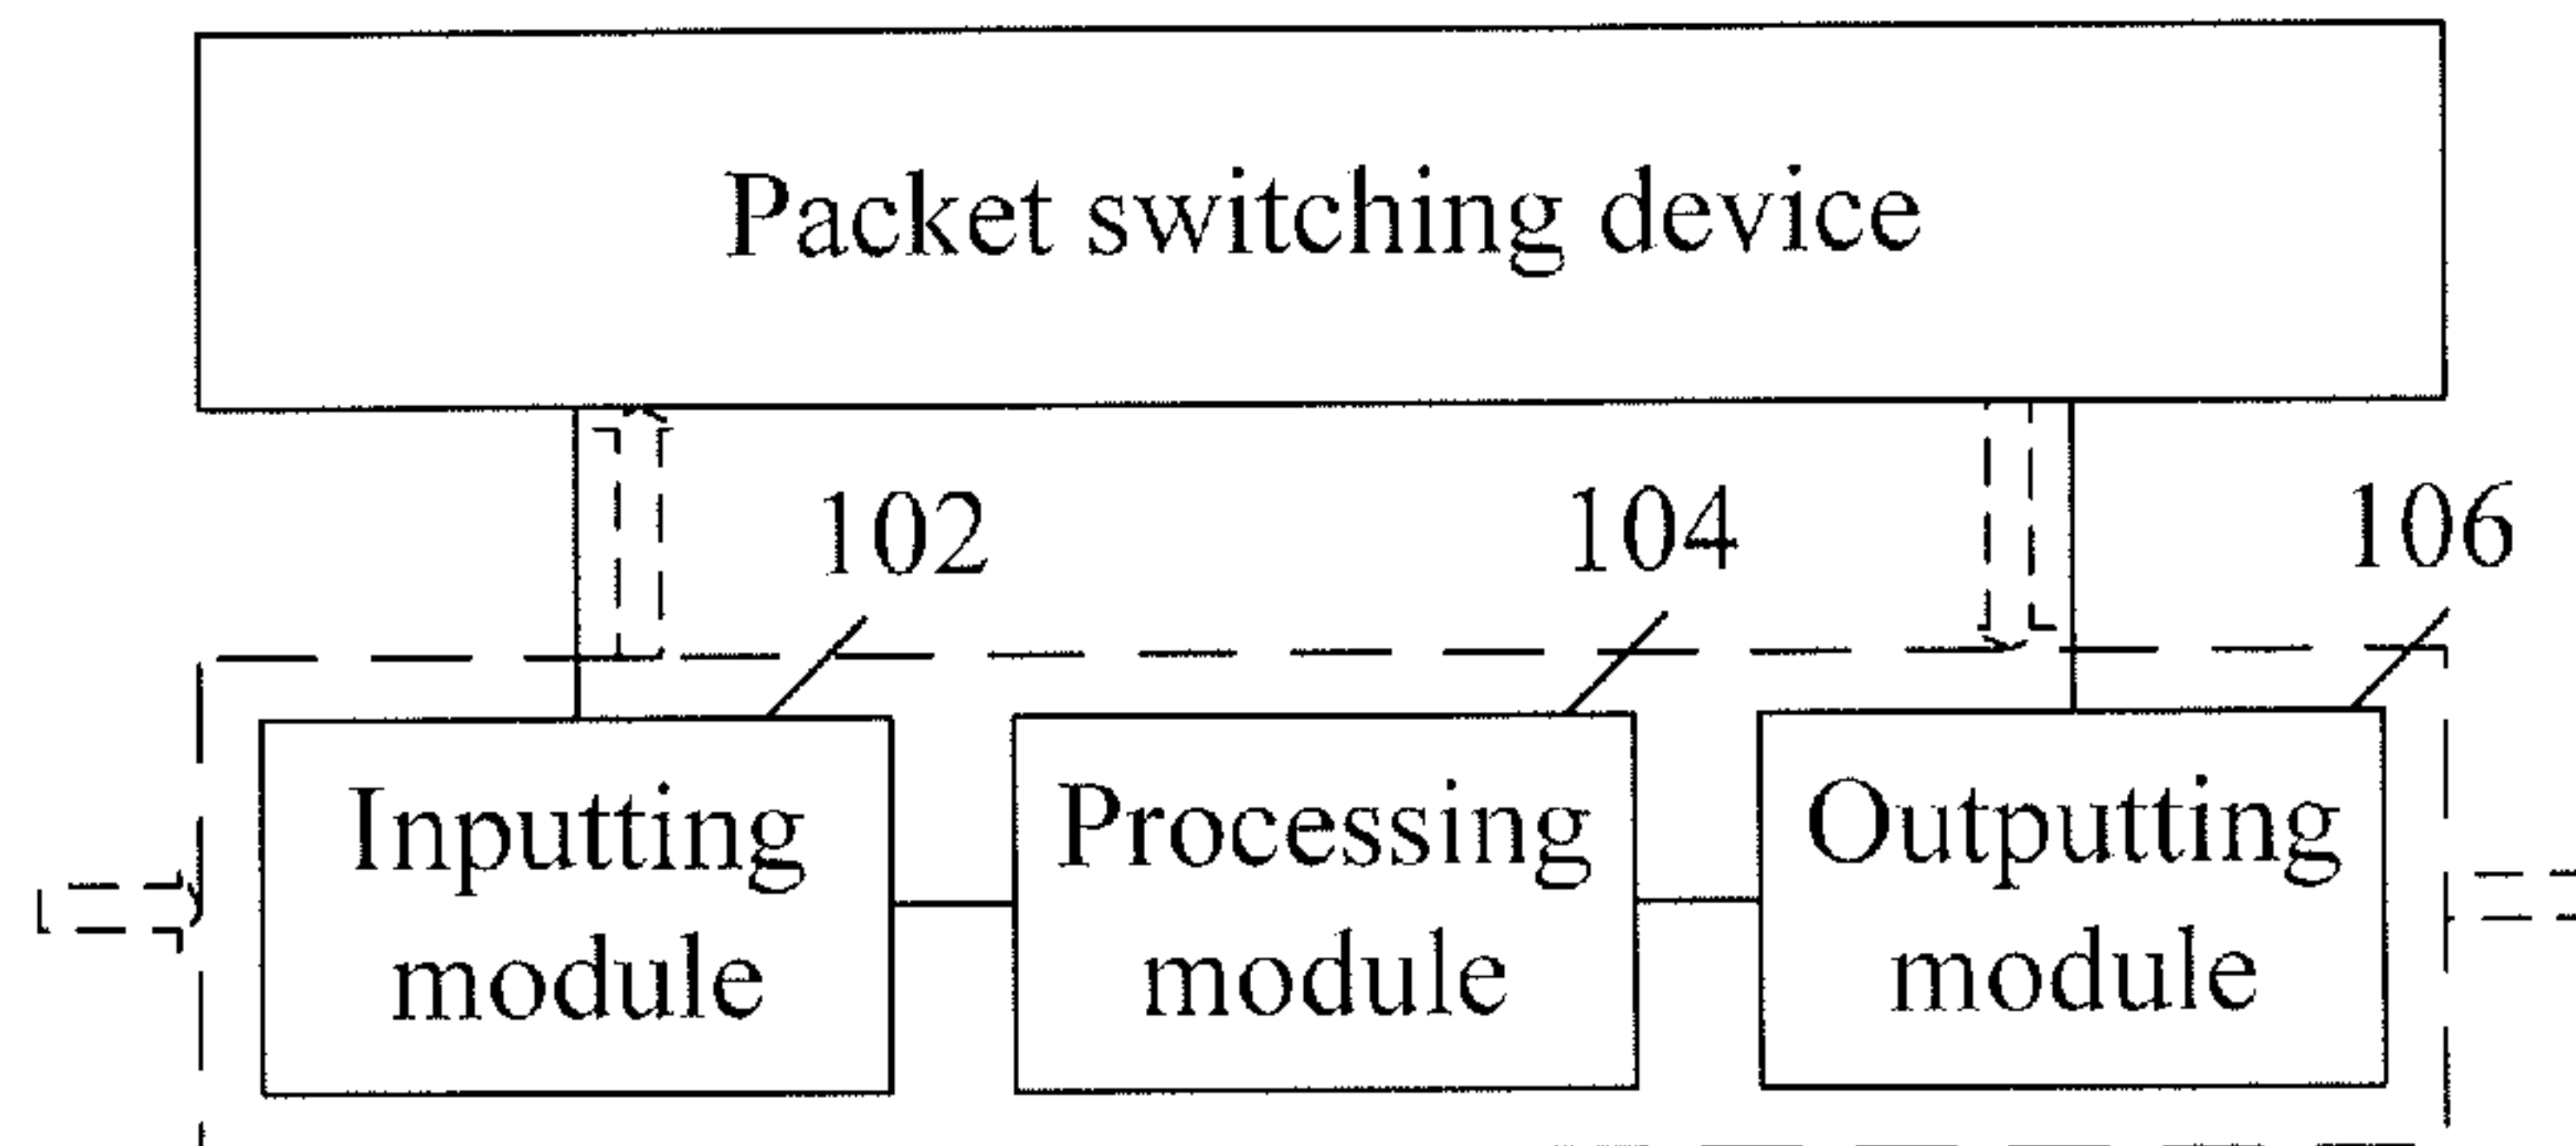 Packet switching device
102
104
106
Inputting
module
Processing
module
Outputting
module